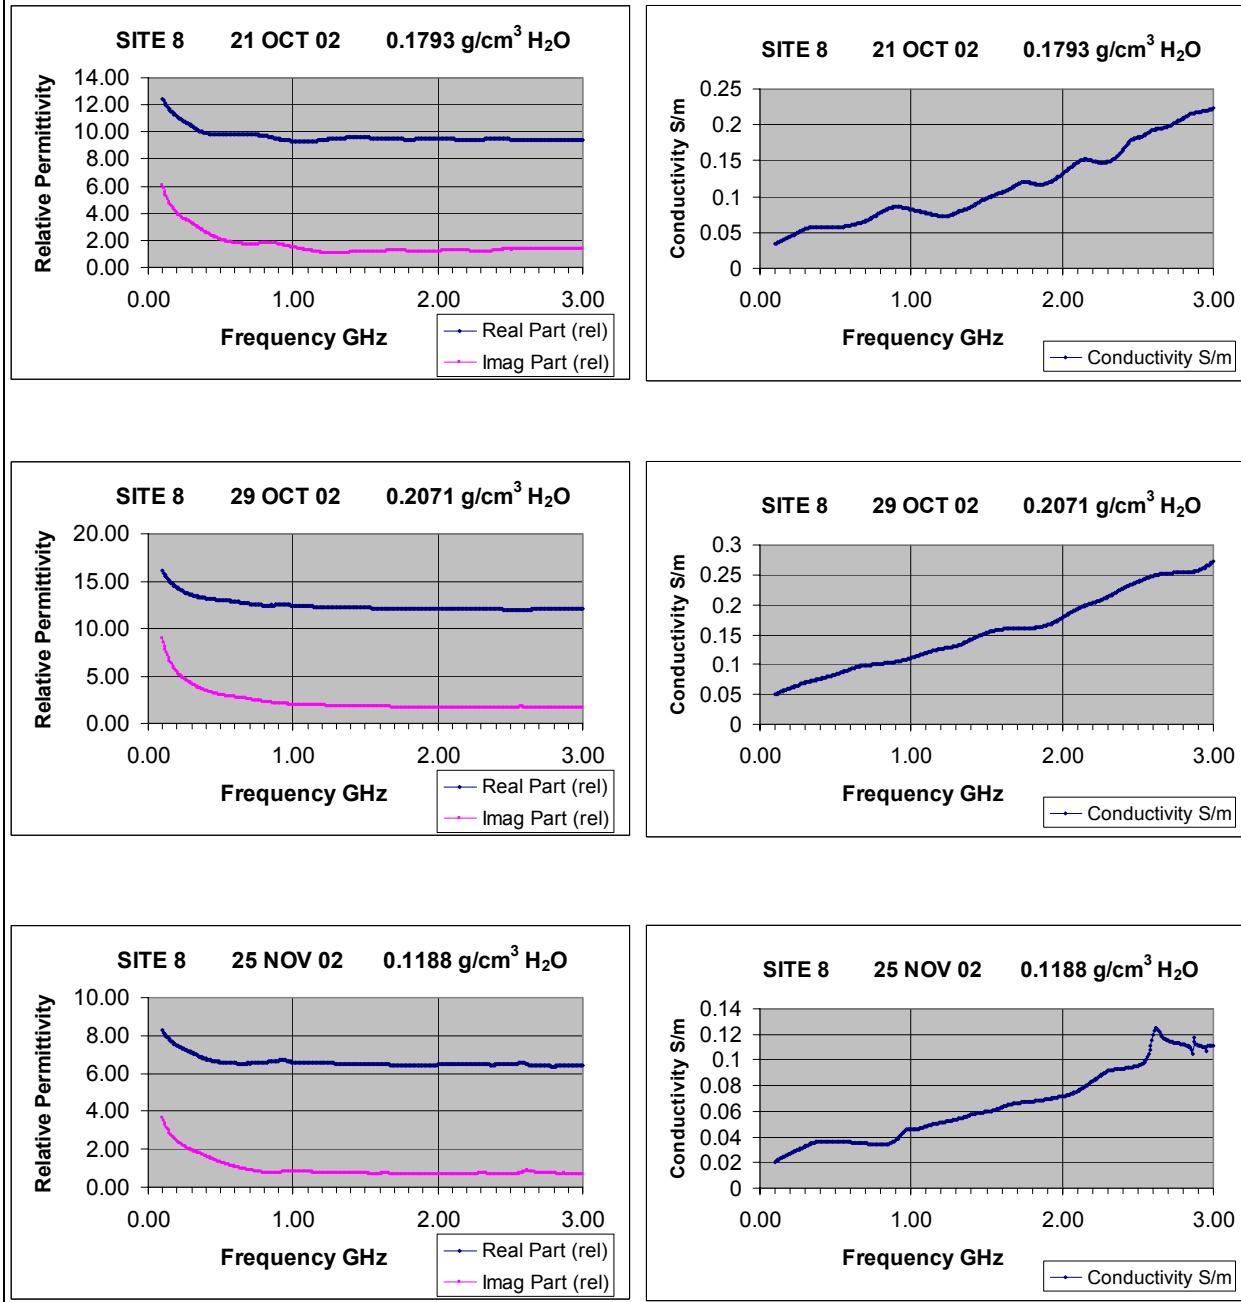 SITE 8 21 OCT 02 0.1793 g/cm³ H₂O
Relative Permittivity
14.00
12.00
10.00
8.00
6.00
4.00
2.00
0.00
0.00 1.00 2.00 3.00
Frequency GHz
Real Part (rel)
Imag Part (rel)
SITE 8 21 OCT 02 0.1793 g/cm³ H₂O
Conductivity S/m
0.25
0.2
0.15
0.1
0.05
0
0.00 1.00 2.00 3.00
Frequency GHz
Conductivity S/m
SITE 8 29 OCT 02 0.2071 g/cm³ H₂O
Relative Permittivity
20.00
15.00
10.00
5.00
0.00
0.00 1.00 2.00 3.00
Frequency GHz
Real Part (rel)
Imag Part (rel)
SITE 8 29 OCT 02 0.2071 g/cm³ H₂O
Conductivity S/m
0.3
0.25
0.2
0.15
0.1
0.05
0
0.00 1.00 2.00 3.00
Frequency GHz
Conductivity S/m
SITE 8 25 NOV 02 0.1188 g/cm³ H₂O
Relative Permittivity
10.00
8.00
6.00
4.00
2.00
0.00
0.00 1.00 2.00 3.00
Frequency GHz
Real Part (rel)
Imag Part (rel)
SITE 8 25 NOV 02 0.1188 g/cm³ H₂O
Conductivity S/m
0.14
0.12
0.1
0.08
0.06
0.04
0.02
0
0.00 1.00 2.00 3.00
Frequency GHz
Conductivity S/m